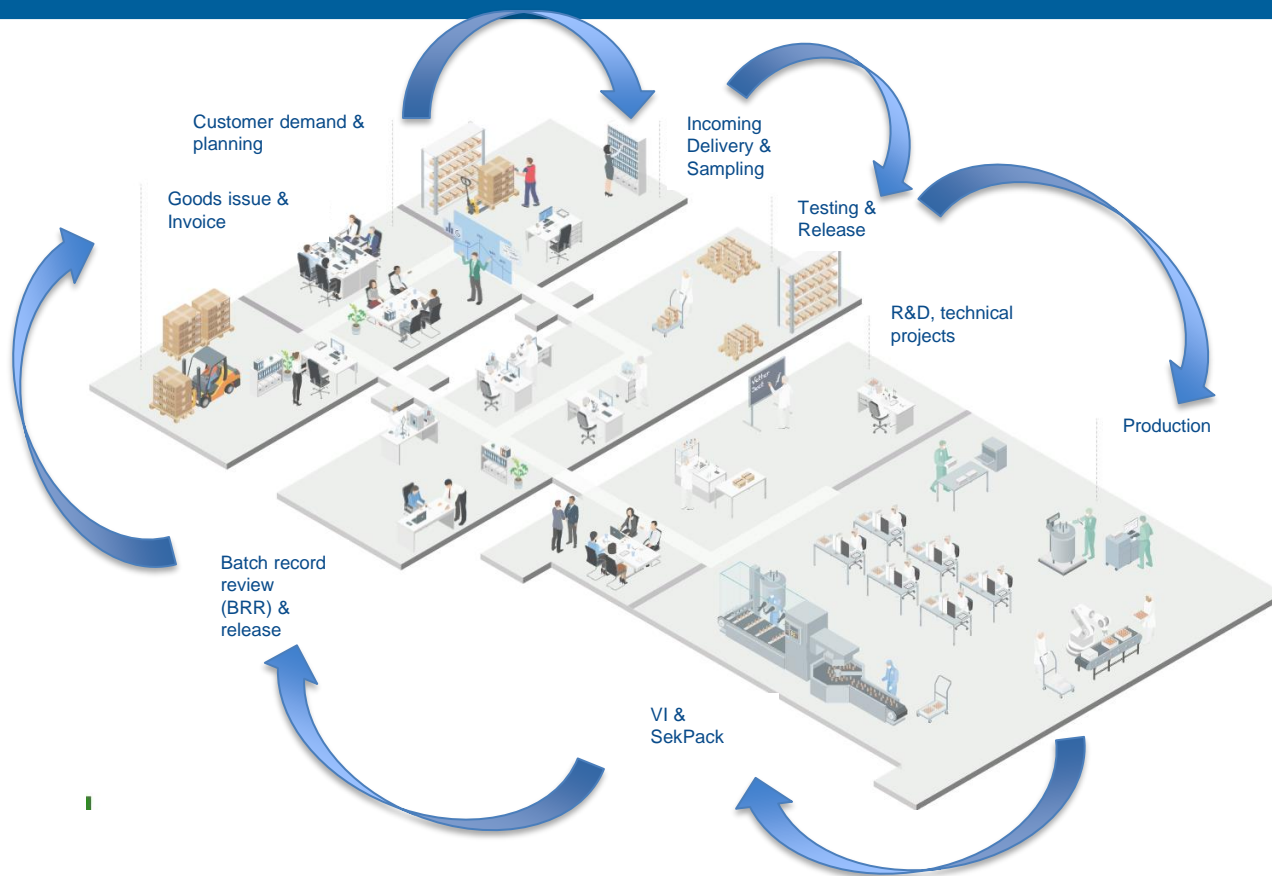 Customer demand &
planning
Incoming
Delivery &
Sampling
Goods issue &
Invoice
Testing &
Release
R&D, technical
projects
Production
Batch record
review
(BRR) &
release
VI &
SekPack